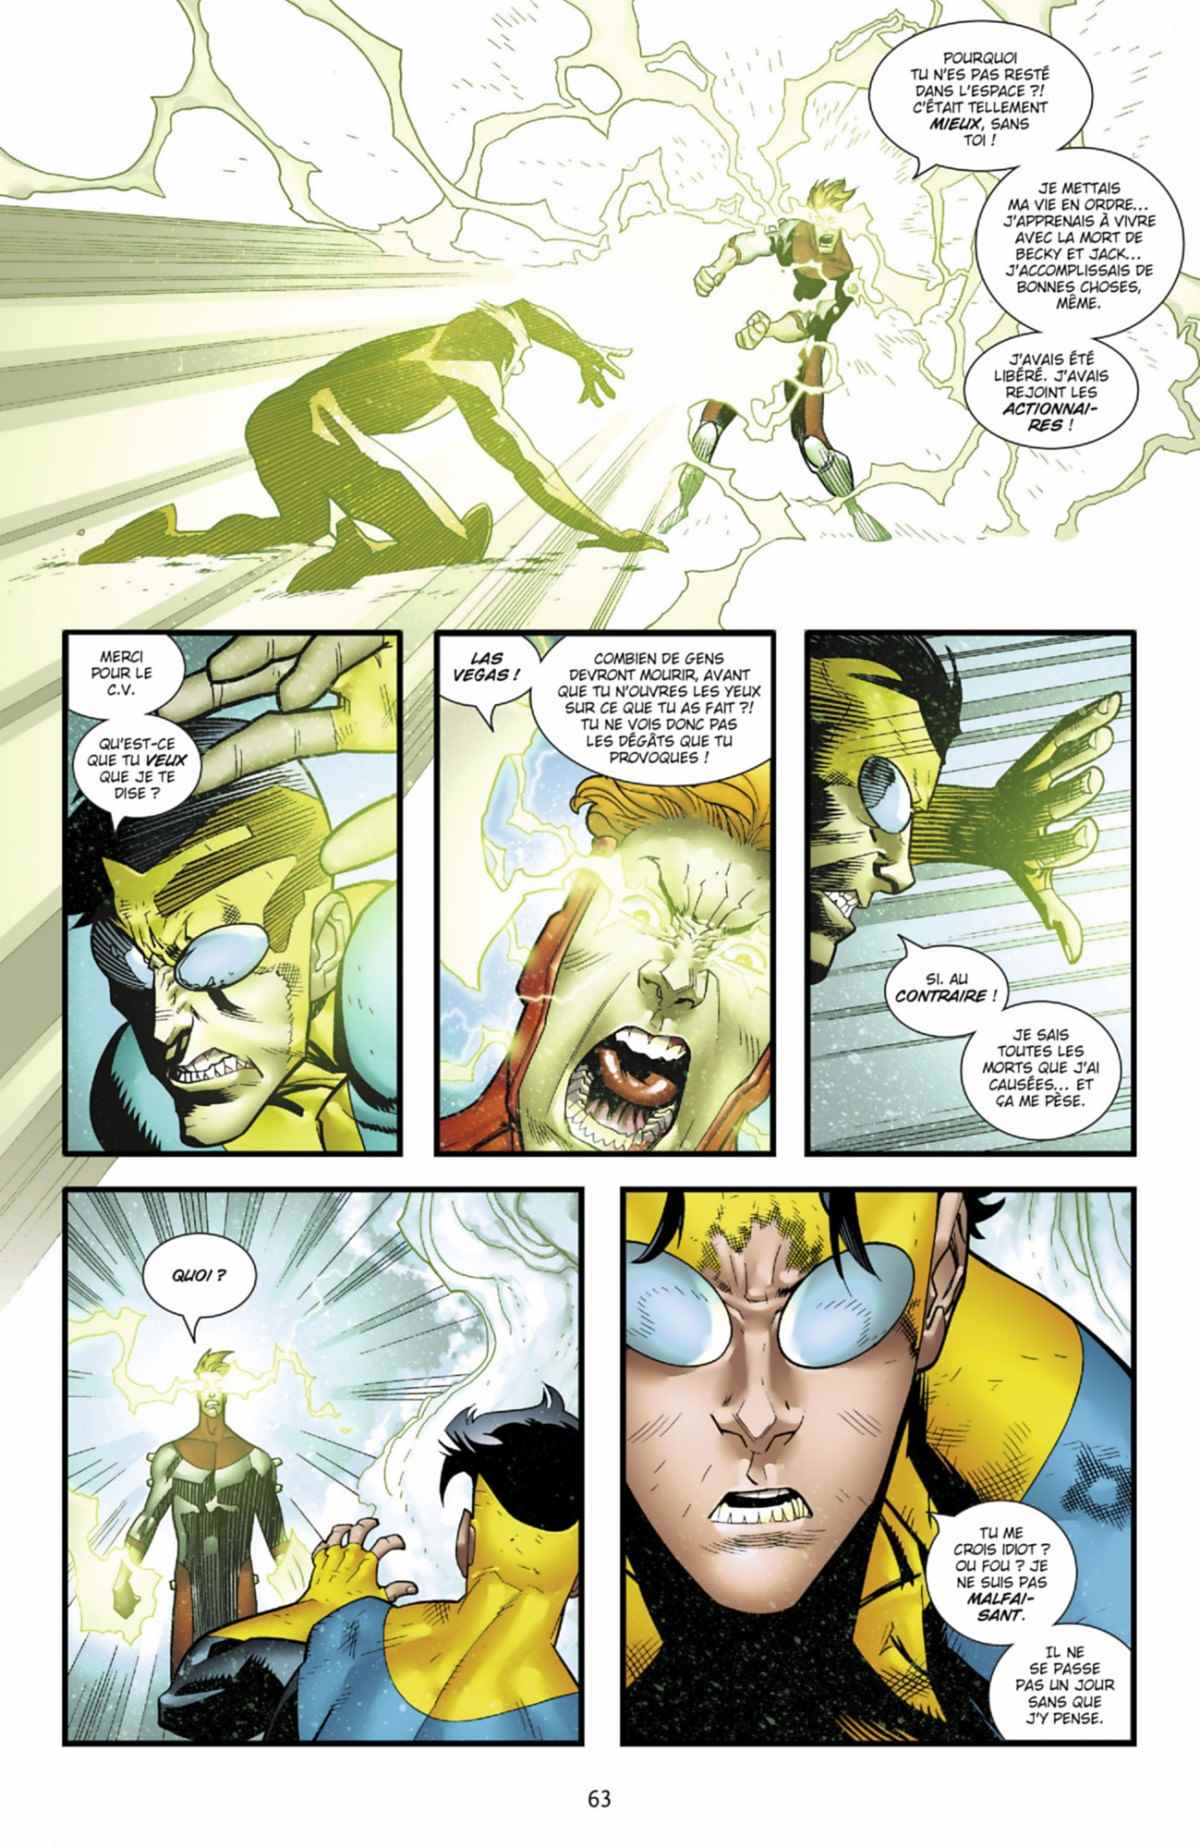 POURQUOI
TU N'ES PAS RESTÉ
DANS L'ESPACE ?!
C'ÉTAIT TELLEMENT
MIEUX, SANS
TOI !
JE METTAIS
MA VIE EN ORDRE...
J'APPRENAIS À VIVRE
AVEC LA MORT DE
BECKY ET JACK...
J'ACCOMPLISSAIS DE
BONNES CHOSES,
MÊME.
J'AVAIS ÉTÉ
LIBÉRÉ. J'AVAIS
REJOINT LES
ACTIONNAI-
RES !
MERCI
POUR LE
C.V.
QU'EST-CE
QUE TU VEUX
QUE JE TE
DISE ?
LAS
VEGAS !
COMBIEN DE GENS
DEVRONT MOURIR, AVANT
QUE TU N'OUVRES LES YEUX
SUR CE QUE TU AS FAIT ?!
TU NE VOIS DONC PAS
LES DÉGÂTS QUE TU
PROVOQUES !
SI. AU
CONTRAIRE !
JE SAIS
TOUTES LES
MORTS QUE J'AI
CAUSÉES... ET
ÇA ME PÈSE.
QUOI ?
TU ME
CROIS IDIOT ?
OU FOU ? JE
NE SUIS PAS
MALFAI-
SANT.
IL NE
SE PASSE
PAS UN JOUR
SANS QUE
J'Y PENSE.
63